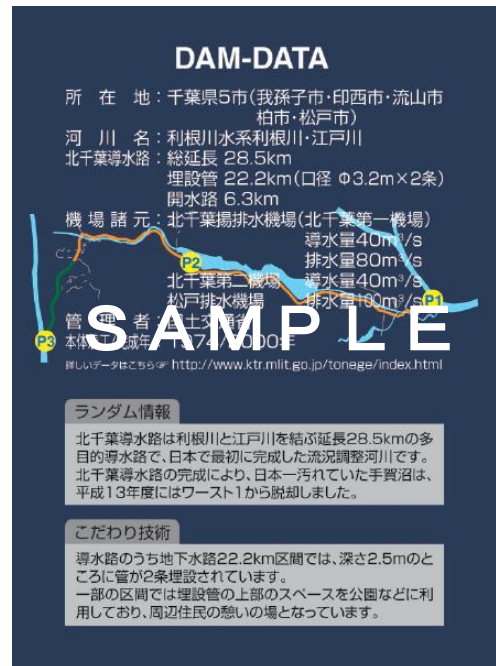 DAM-DATA
所在地：千葉県5市（我孫子市・印西市・流山市
柏市・松戸市）
河川名：利根川水系利根川・江戸川
北千葉導水路：総延長 28.5km
埋設管 22.2km（口径 Φ3.2m×2条）
開水路 6.3km
機場諸元：北千葉揚排水機場（北千葉第一機場）
導水量40m³/s
排水量80m³/s
P2
北千葉第二機場 導水量40m³/s
松戸排水機場 排水量100m³/s
P1
SAMPLE
管理者
P3
詳しいデータはこちら☞ http://www.ktr.mlit.go.jp/tonege/index.html
ランダム情報
北千葉導水路は利根川と江戸川を結ぶ延長28.5kmの多
目的導水路で、日本で最初に完成した流況調整河川です。
北千葉導水路の完成により、日本一汚れていた手賀沼は、
平成13年度にはワースト1から脱却しました。
こだわり技術
導水路のうち地下水路22.2km区間では、深さ2.5mのと
ころに管が2条埋設されています。
一部の区間では埋設管の上部のスペースを公園などに利
用しており、周辺住民の憩いの場となっています。